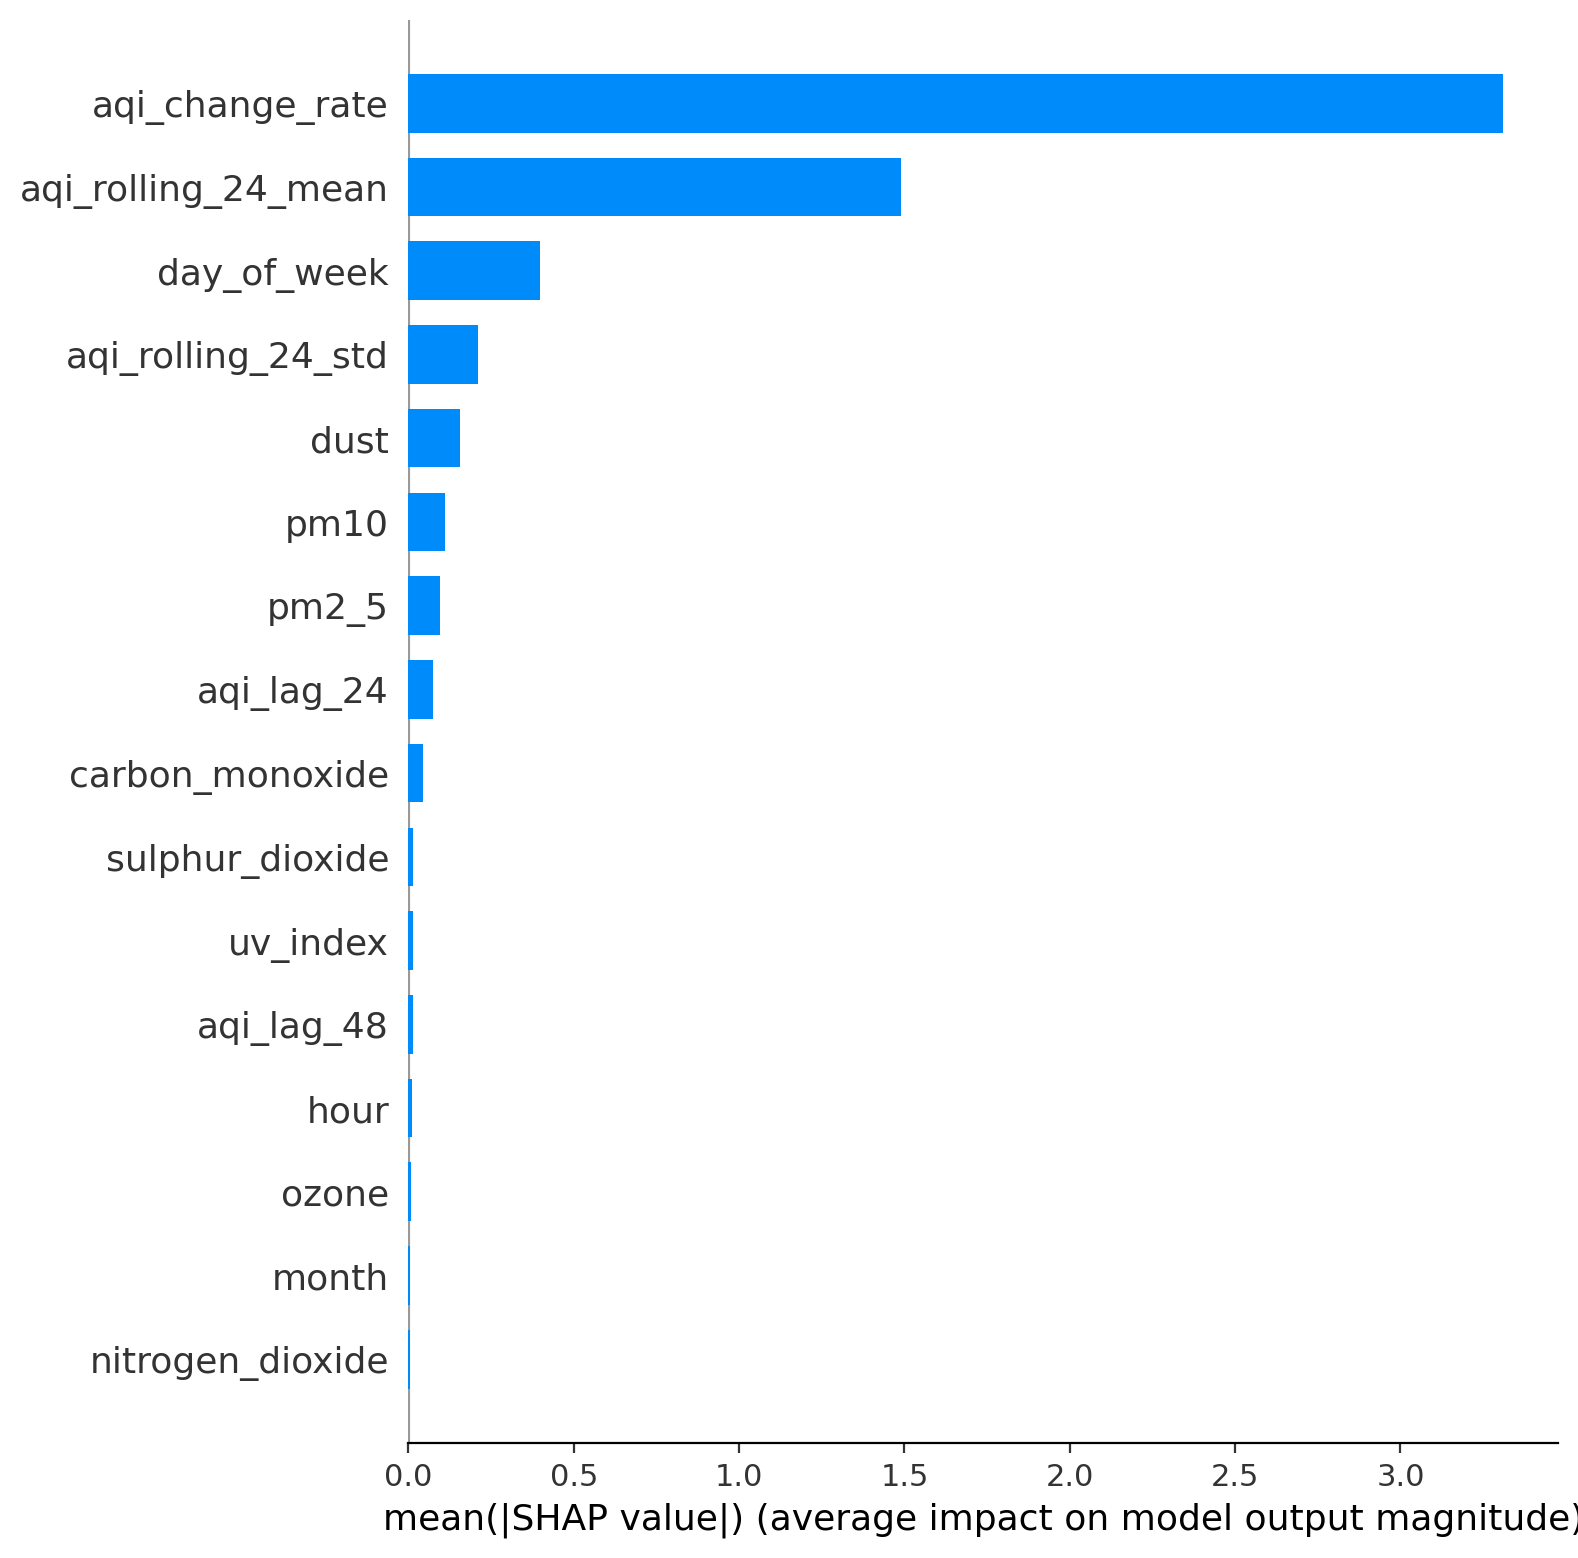 aqi_change_rate
aqi_rolling_24_mean
day_of_week
aqi_rolling_24_std
dust
pm10
pm2_5
aqi_lag_24
carbon_monoxide
sulphur_dioxide
uv_index
aqi_lag_48
hour
ozone
month
nitrogen_dioxide
0.0 0.5 1.0 1.5 2.0 2.5 3.0
mean(|SHAP value|) (average impact on model output magnitude)